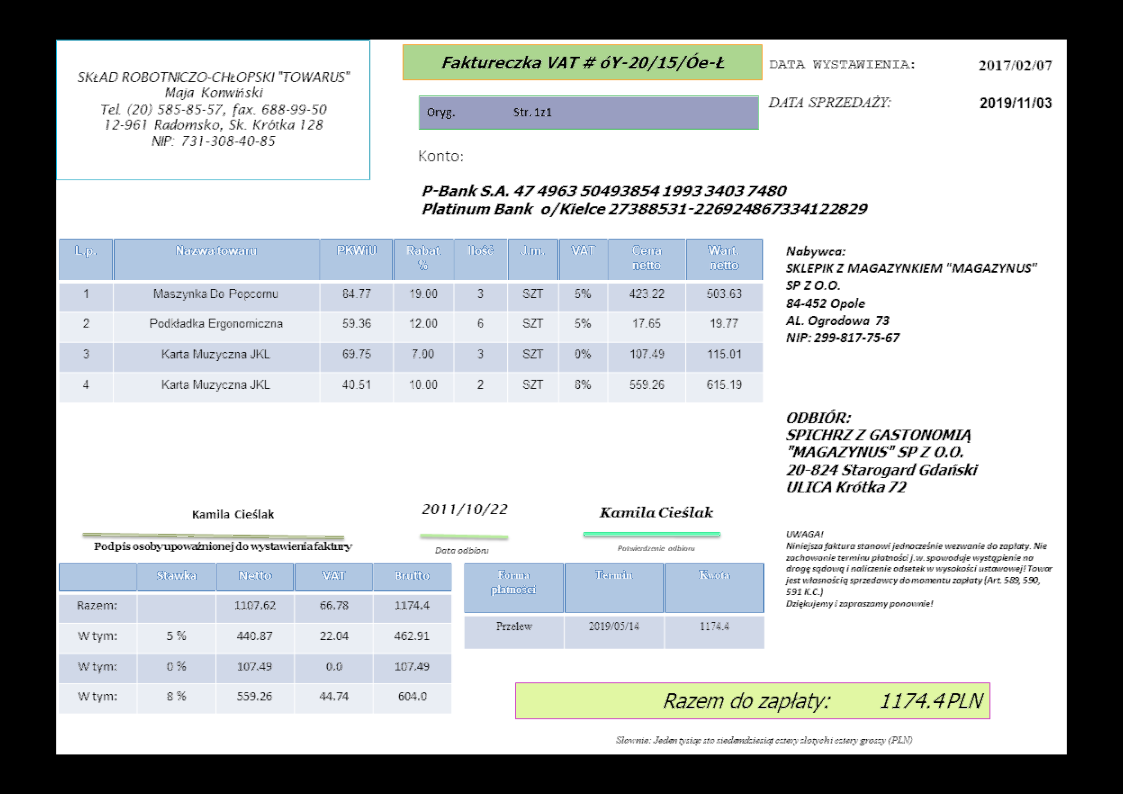 SKŁAD ROBOTNICZO-CHŁOPSKI "TOWARUS"
Maja Konwiński
Tel. (20) 585-85-57, fax. 688-99-50
12-961 Radomsko, Sk. Krótka 128
NIP: 731-308-40-85
Faktureczka VAT # óY-20/15/Óe-Ł
Oryg. Str. 1z1
DATA WYSTAWIENIA: 2017/02/07
DATA SPRZEDAŻY: 2019/11/03
Konto:
P-Bank S.A. 47 4963 50493854 1993 3403 7480
Platinum Bank o/Kielce 27388531-226924867334122829
L.p. Nazwa towaru PKWiU Rabat % Ilość J.m. VAT Cena netto Wart. netto
1 Maszynka Do Popcornu 84.77 19.00 3 SZT 5% 423.22 503.63
2 Podkładka Ergonomiczna 59.36 12.00 6 SZT 5% 17.65 19.77
3 Karta Muzyczna JKL 69.75 7.00 3 SZT 0% 107.49 115.01
4 Karta Muzyczna JKL 40.51 10.00 2 SZT 8% 559.26 615.19
Nabywca:
SKLEPIK Z MAGAZYNKIEM "MAGAZYNUS"
SP Z O.O.
84-452 Opole
AL. Ogrodowa 73
NIP: 299-817-75-67
ODBIÓR:
SPICHRZ Z GASTONOMIĄ
"MAGAZYNUS" SP Z O.O.
20-824 Starogard Gdański
ULICA Krótka 72
Kamila Cieślak
Podpis osoby upoważnionej do wystawienia faktury
2011/10/22
Data odbioru
Kamila Cieślak
Potwierdzenie odbioru
UWAGA!
Niniejsza faktura stanowi jednocześnie wezwanie do zapłaty. Nie
zachowanie terminu płatności j.w. spowoduje wystąpienie na
drogę sądową i naliczenie odsetek w wysokości ustawowej! Towar
jest własnością sprzedawcy do momentu zapłaty (Art. 589, 590,
591 K.C.)
Dziękujemy i zapraszamy ponownie!
Stawka Netto VAT Brutto
Razem: 1107.62 66.78 1174.4
W tym: 5 % 440.87 22.04 462.91
W tym: 0 % 107.49 0.0 107.49
W tym: 8 % 559.26 44.74 604.0
Forma płatności Termin Kwota
Przelew 2019/05/14 1174.4
Razem do zapłaty: 1174.4 PLN
Słownie: Jeden tysiąc sto siedemdziesiąt cztery złotych i cztery groszy (PLN)